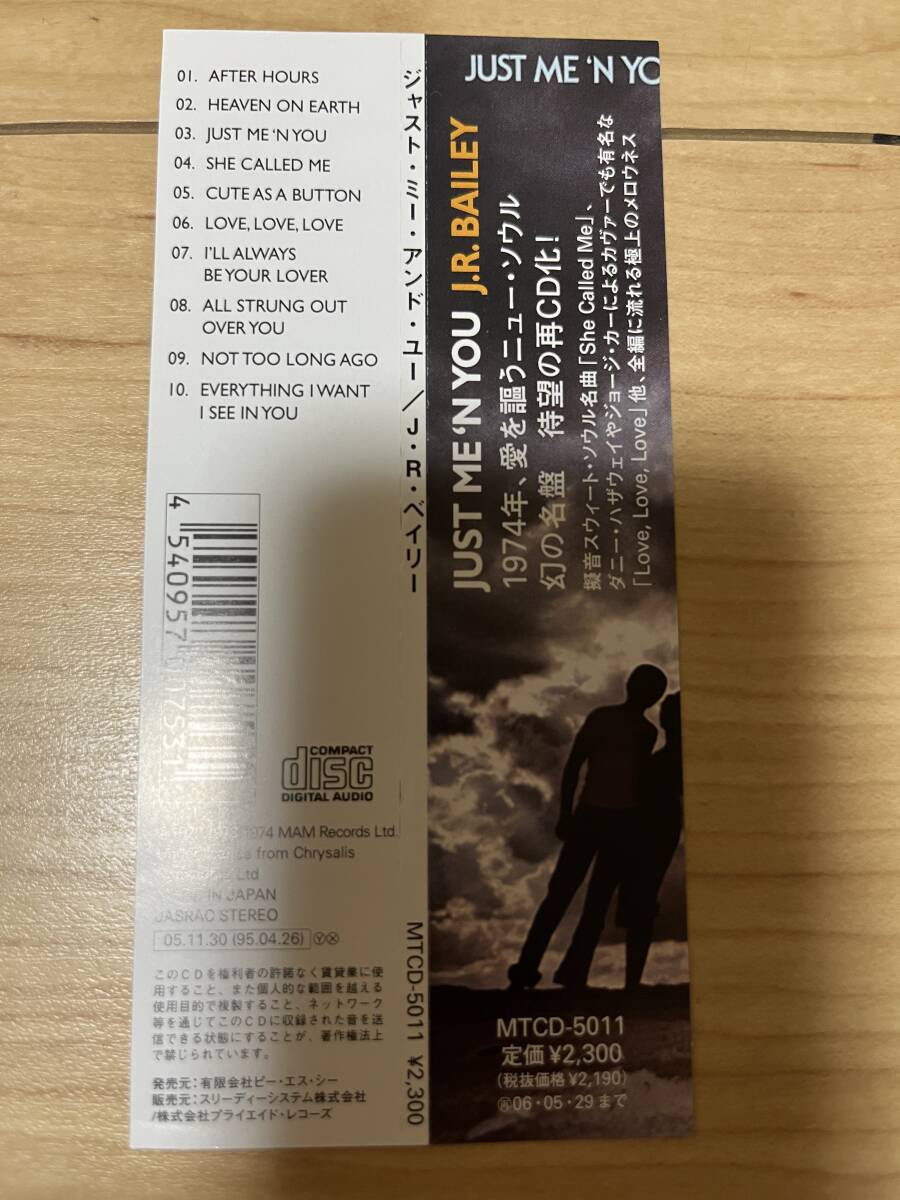 01. AFTER HOURS
02. HEAVEN ON EARTH
03. JUST ME 'N YOU
04. SHE CALLED ME
05. CUTE AS A BUTTON
06. LOVE, LOVE, LOVE
07. I'LL ALWAYS
BE YOUR LOVER
08. ALL STRUNG OUT
OVER YOU
09. NOT TOO LONG AGO
10. EVERYTHING I WANT
I SEE IN YOU
4 540957
COMPACT
disc
DIGITAL AUDIO
1974 MAM Records Ltd.
from Chrysalis
Ltd
IN JAPAN
JASRAC STEREO
05.11.30 (95.04.26) Ⓨ Ⓧ
このCDを権利者の許諾なく賃貸業に使
用すること、また個人的な範囲を越える
使用目的で複製すること、ネットワーク
等を通じてこのCDに収録された音を送
信できる状態にすることが、著作権法上
で禁じられています。
発売元:有限会社ビー・エス・シー
販売元:スリーディーシステム株式会社
/株式会社ブライエイド・レコーズ
ジャスト・ミー・アンド・ユー/J・R・ベイリー
MTCD-5011 ¥2,300
JUST ME 'N YO
JUST ME 'N YOU J.R. BAILEY
1974年、愛を謳うニュー・ソウル
幻の名盤 待望の再CD化!
擬音スウィート・ソウル名曲「She Called Me」、
ダニー・ハザウェイやジョージ・カーによるカヴァーでも有名な
「Love, Love, Love」他、全編に流れる極上のメロウネス
MTCD-5011
定価¥2,300
(税抜価格¥2,190)
㊐06・05・29まで